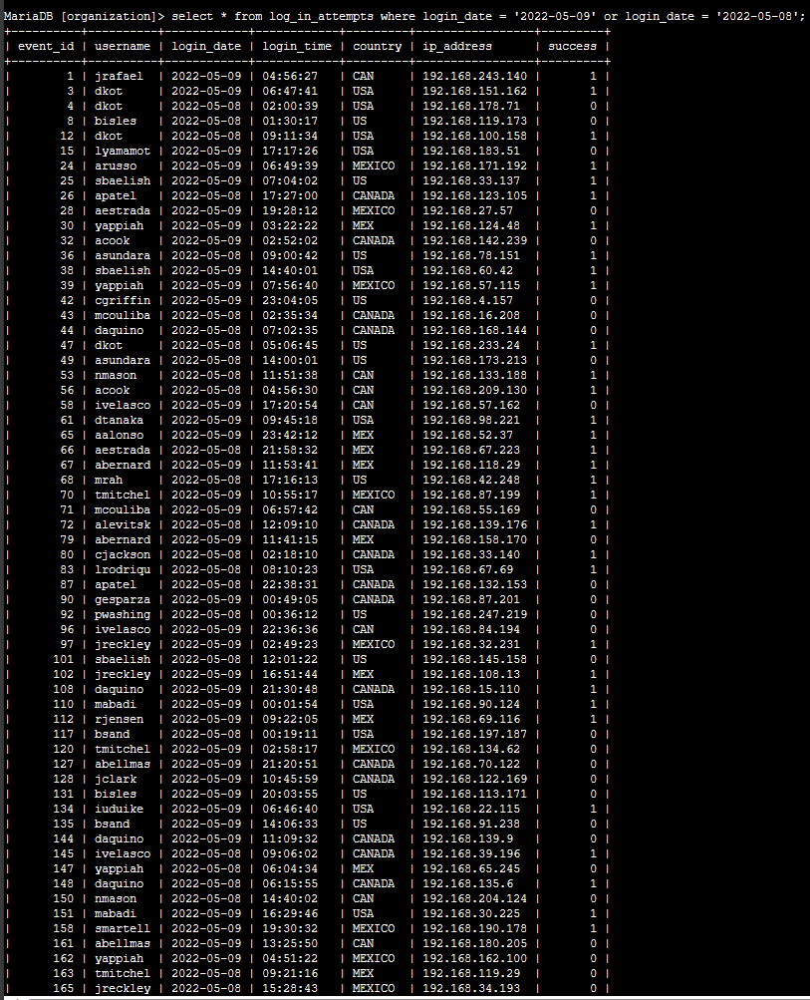 MariaDB [organization]> select * from log_in_attempts where login_date = '2022-05-09' or login_date = '2022-05-08';
+----------+----------+------------+------------+---------+-----------------+---------+
| event_id | username | login_date | login_time | country | ip_address      | success |
+----------+----------+------------+------------+---------+-----------------+---------+
|        1 | jrafael  | 2022-05-09 | 04:56:27   | CAN     | 192.168.243.140 |       1 |
|        3 | dkot     | 2022-05-09 | 06:47:41   | USA     | 192.168.151.162 |       1 |
|        4 | dkot     | 2022-05-08 | 02:00:39   | USA     | 192.168.178.71  |       0 |
|        8 | bisles   | 2022-05-08 | 01:30:17   | US      | 192.168.119.173 |       0 |
|       12 | dkot     | 2022-05-08 | 09:11:34   | USA     | 192.168.100.158 |       1 |
|       15 | lyamamot | 2022-05-09 | 17:17:26   | USA     | 192.168.183.51  |       0 |
|       24 | arusso   | 2022-05-09 | 06:49:39   | MEXICO  | 192.168.171.192 |       1 |
|       25 | sbaelish | 2022-05-09 | 07:04:02   | US      | 192.168.33.137  |       1 |
|       26 | apatel   | 2022-05-08 | 17:27:00   | CANADA  | 192.168.123.105 |       1 |
|       28 | aestrada | 2022-05-09 | 19:28:12   | MEXICO  | 192.168.27.57   |       0 |
|       30 | yappiah  | 2022-05-09 | 03:22:22   | MEX     | 192.168.124.48  |       1 |
|       32 | acook    | 2022-05-09 | 02:52:02   | CANADA  | 192.168.142.239 |       0 |
|       36 | asundara | 2022-05-08 | 09:00:42   | US      | 192.168.78.151  |       1 |
|       38 | sbaelish | 2022-05-09 | 14:40:01   | USA     | 192.168.60.42   |       1 |
|       39 | yappiah  | 2022-05-09 | 07:56:40   | MEXICO  | 192.168.57.115  |       1 |
|       42 | cgriffin | 2022-05-09 | 23:04:05   | US      | 192.168.4.157   |       0 |
|       43 | mcouliba | 2022-05-08 | 02:35:34   | CANADA  | 192.168.16.208  |       0 |
|       44 | daquino  | 2022-05-08 | 07:02:35   | CANADA  | 192.168.168.144 |       0 |
|       47 | dkot     | 2022-05-08 | 05:06:45   | US      | 192.168.233.24  |       1 |
|       49 | asundara | 2022-05-08 | 14:00:01   | US      | 192.168.173.213 |       0 |
|       53 | nmason   | 2022-05-08 | 11:51:38   | CAN     | 192.168.133.188 |       1 |
|       56 | acook    | 2022-05-08 | 04:56:30   | CAN     | 192.168.209.130 |       1 |
|       58 | ivelasco | 2022-05-09 | 17:20:54   | CAN     | 192.168.57.162  |       0 |
|       61 | dtanaka  | 2022-05-09 | 09:45:18   | USA     | 192.168.98.221  |       1 |
|       65 | aalonso  | 2022-05-09 | 23:42:12   | MEX     | 192.168.52.37   |       1 |
|       66 | aestrada | 2022-05-08 | 21:58:32   | MEX     | 192.168.67.223  |       1 |
|       67 | abernard | 2022-05-09 | 11:53:41   | MEX     | 192.168.118.29  |       1 |
|       68 | mrah     | 2022-05-08 | 17:16:13   | US      | 192.168.42.248  |       1 |
|       70 | tmitchel | 2022-05-09 | 10:55:17   | MEXICO  | 192.168.87.199  |       1 |
|       71 | mcouliba | 2022-05-09 | 06:57:42   | CAN     | 192.168.55.169  |       0 |
|       72 | alevitsk | 2022-05-08 | 12:09:10   | CANADA  | 192.168.139.176 |       1 |
|       79 | abernard | 2022-05-09 | 11:41:15   | MEX     | 192.168.158.170 |       0 |
|       80 | cjackson | 2022-05-08 | 02:18:10   | CANADA  | 192.168.33.140  |       1 |
|       83 | lrodriqu | 2022-05-08 | 08:10:23   | USA     | 192.168.67.69   |       1 |
|       87 | apatel   | 2022-05-08 | 22:38:31   | CANADA  | 192.168.132.153 |       0 |
|       90 | gesparza | 2022-05-09 | 00:49:05   | CANADA  | 192.168.87.201  |       0 |
|       92 | pwashing | 2022-05-08 | 00:36:12   | US      | 192.168.247.219 |       0 |
|       96 | ivelasco | 2022-05-09 | 22:36:36   | CAN     | 192.168.84.194  |       0 |
|       97 | jreckley | 2022-05-09 | 02:49:23   | MEXICO  | 192.168.32.231  |       1 |
|      101 | sbaelish | 2022-05-08 | 12:01:22   | US      | 192.168.145.158 |       0 |
|      102 | jreckley | 2022-05-08 | 16:51:44   | MEX     | 192.168.108.13  |       1 |
|      108 | daquino  | 2022-05-08 | 21:30:48   | CANADA  | 192.168.15.110  |       1 |
|      110 | mabadi   | 2022-05-09 | 00:01:54   | USA     | 192.168.90.124  |       1 |
|      112 | rjensen  | 2022-05-08 | 09:22:05   | MEX     | 192.168.69.116  |       1 |
|      117 | bsand    | 2022-05-08 | 00:19:11   | USA     | 192.168.197.187 |       0 |
|      120 | tmitchel | 2022-05-09 | 02:58:17   | MEXICO  | 192.168.134.62  |       0 |
|      127 | abellmas | 2022-05-09 | 21:20:51   | CANADA  | 192.168.70.122  |       0 |
|      128 | jclark   | 2022-05-09 | 10:45:59   | CANADA  | 192.168.122.169 |       0 |
|      131 | bisles   | 2022-05-09 | 20:03:55   | US      | 192.168.113.171 |       0 |
|      134 | iuduike  | 2022-05-09 | 06:46:40   | USA     | 192.168.22.115  |       1 |
|      135 | bsand    | 2022-05-09 | 14:06:33   | US      | 192.168.91.238  |       0 |
|      144 | daquino  | 2022-05-09 | 11:09:32   | CANADA  | 192.168.139.9   |       0 |
|      145 | ivelasco | 2022-05-09 | 09:06:02   | CANADA  | 192.168.39.196  |       1 |
|      147 | yappiah  | 2022-05-09 | 06:04:34   | MEX     | 192.168.65.245  |       0 |
|      148 | daquino  | 2022-05-08 | 06:15:55   | CANADA  | 192.168.135.6   |       1 |
|      150 | nmason   | 2022-05-08 | 14:40:02   | CAN     | 192.168.204.124 |       0 |
|      151 | mabadi   | 2022-05-09 | 16:29:46   | USA     | 192.168.30.225  |       1 |
|      158 | smartell | 2022-05-09 | 19:30:32   | MEXICO  | 192.168.190.178 |       1 |
|      161 | abellmas | 2022-05-09 | 13:25:50   | CAN     | 192.168.180.205 |       0 |
|      162 | yappiah  | 2022-05-08 | 04:51:22   | MEXICO  | 192.168.162.100 |       0 |
|      163 | tmitchel | 2022-05-08 | 09:21:16   | MEX     | 192.168.119.29  |       0 |
|      165 | jreckley | 2022-05-08 | 15:28:43   | MEXICO  | 192.168.34.193  |       0 |